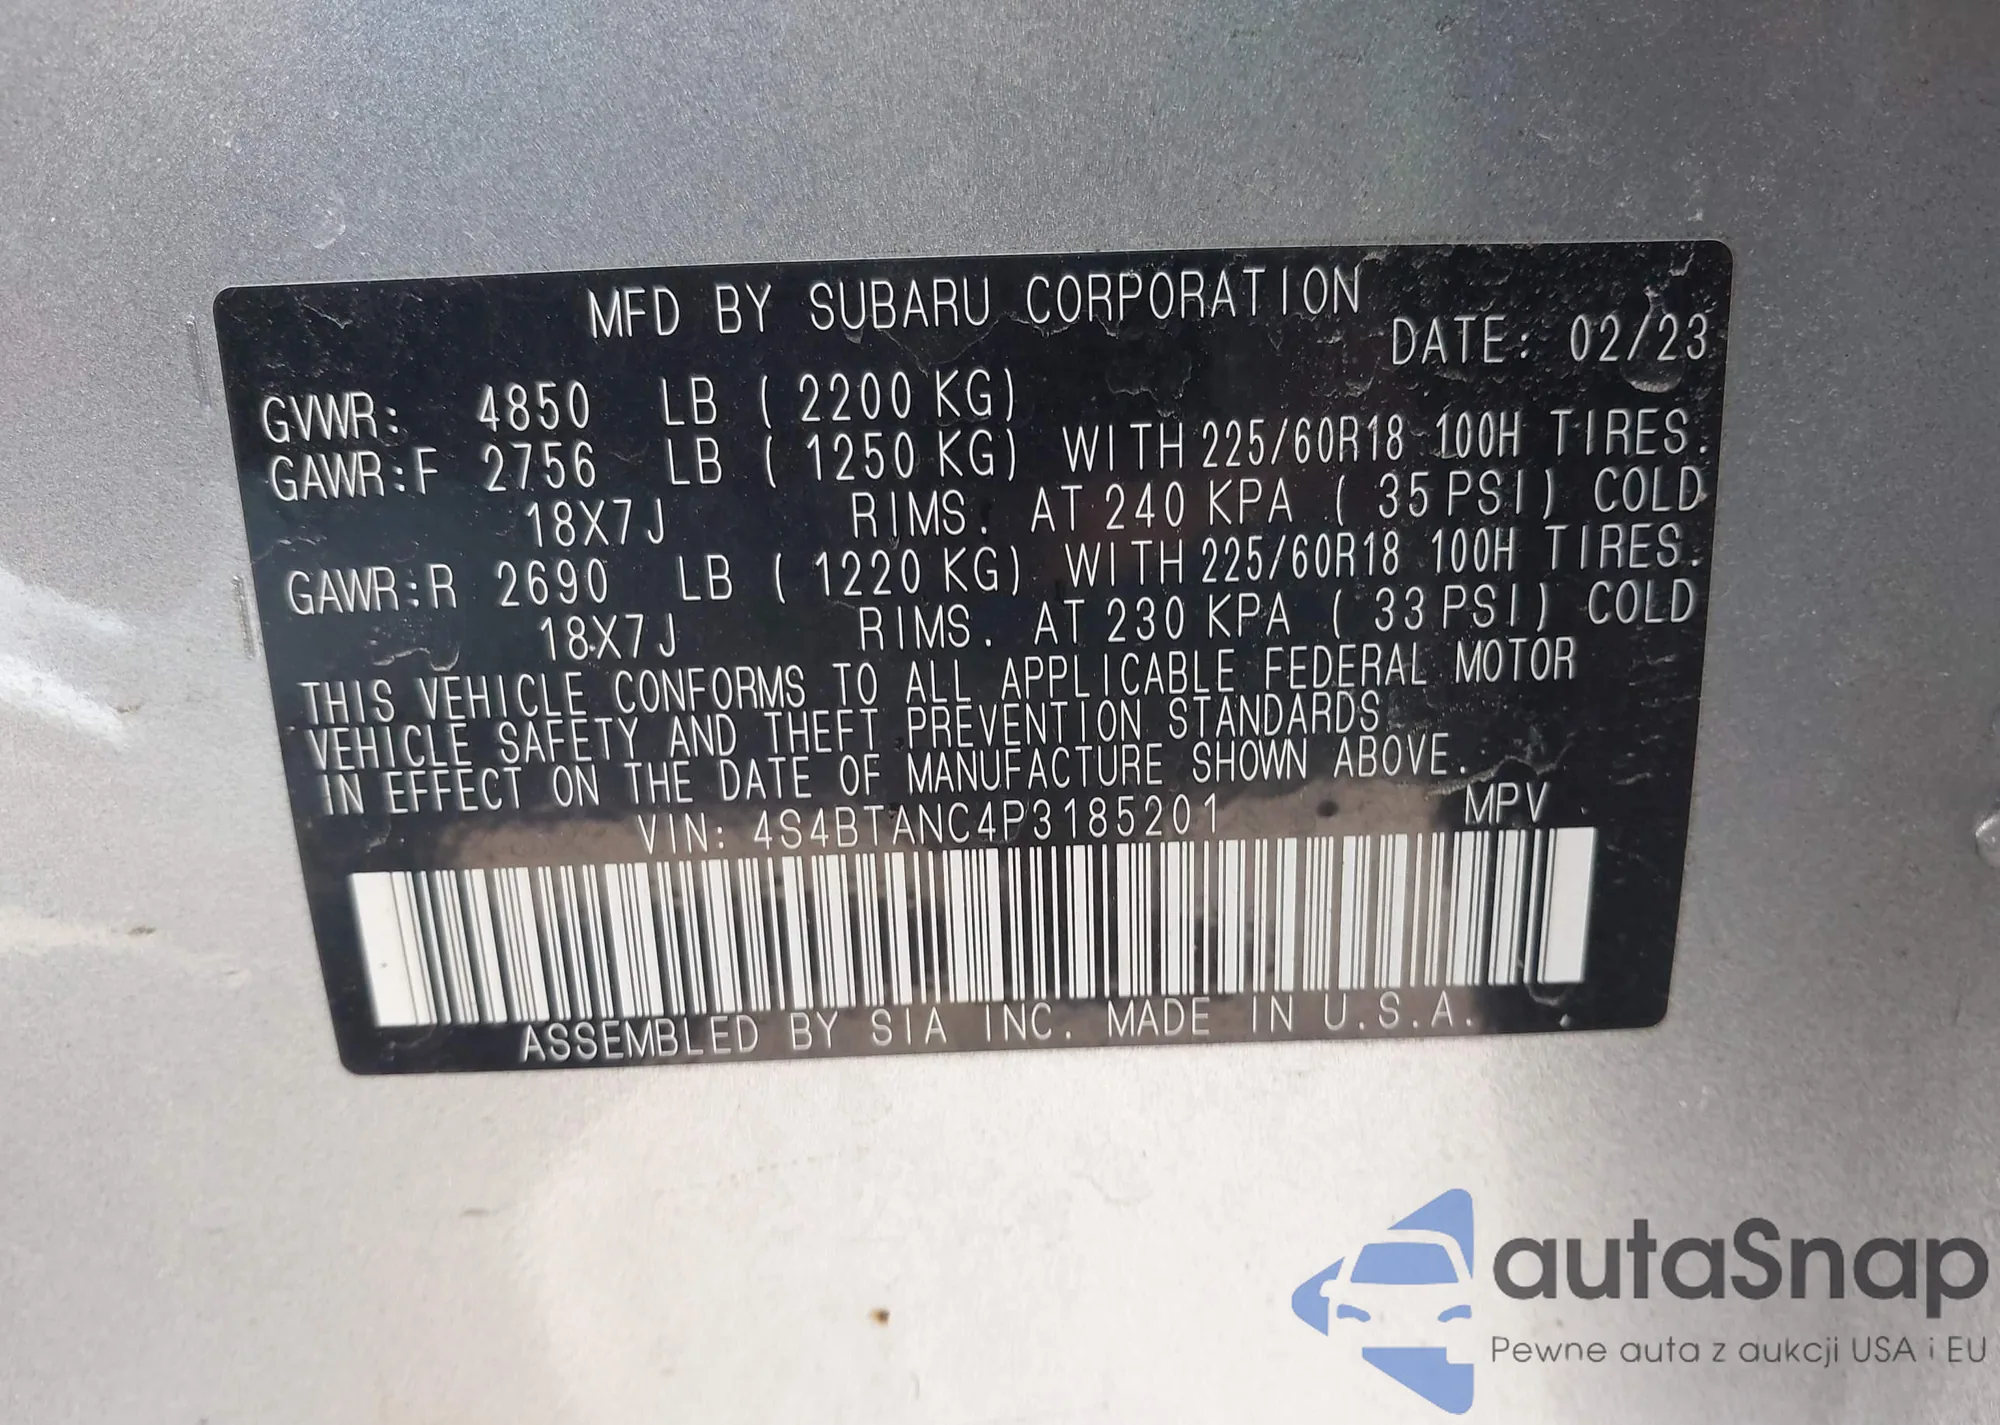 MFD BY SUBARU CORPORATION
DATE: 02/23
GVWR: 4850 LB ( 2200 KG)
GAWR:F 2756 LB ( 1250 KG) WITH 225/60R18 100H TIRES.
18X7J RIMS. AT 240 KPA ( 35 PSI) COLD
GAWR:R 2690 LB ( 1220 KG) WITH 225/60R18 100H TIRES.
18X7J RIMS. AT 230 KPA ( 33 PSI) COLD
THIS VEHICLE CONFORMS TO ALL APPLICABLE FEDERAL MOTOR
VEHICLE SAFETY AND THEFT PREVENTION STANDARDS
IN EFFECT ON THE DATE OF MANUFACTURE SHOWN ABOVE.
VIN: 4S4BTANC4P3185201 MPV
ASSEMBLED BY SIA INC. MADE IN U.S.A.
autaSnap
Pewne auta z aukcji USA i EU